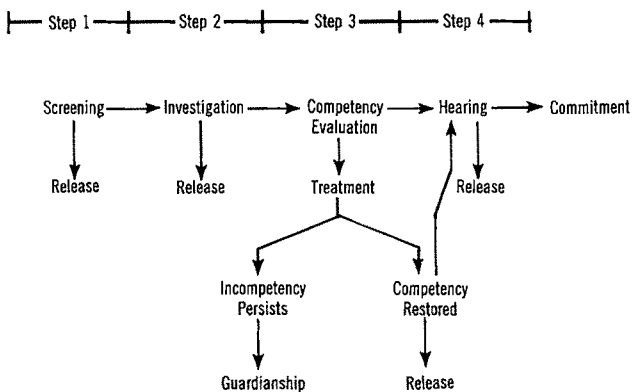 Step 1 Step 2 Step 3 Step 4
Screening Investigation Competency Hearing Commitment
Evaluation
Release Release Treatment Release
Incompetency Competency
Persists Restored
Guardianship Release